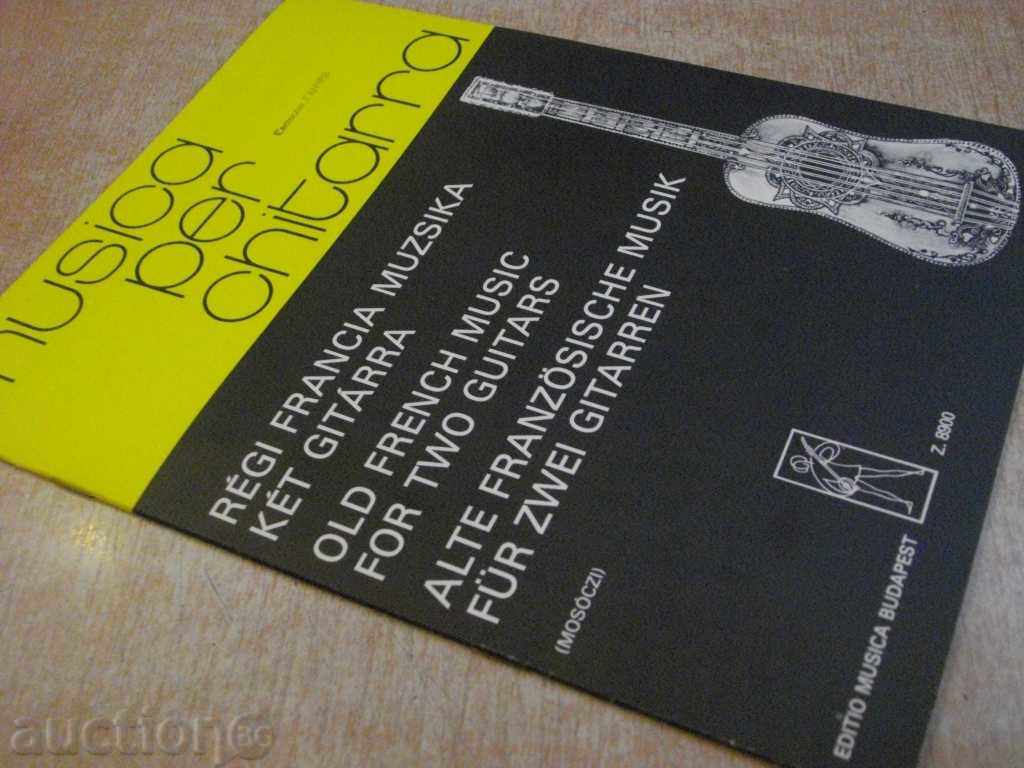 musica
per
chitarra
RÉGI FRANCIA MUZSIKA
KÉT GITÁRRA
OLD FRENCH MUSIC
FOR TWO GUITARS
ALTE FRANZÖSISCHE MUSIK
FÜR ZWEI GITARREN
(MOSÓCZI)
EDITIO MUSICA BUDAPEST
Z. 8900
auction BG